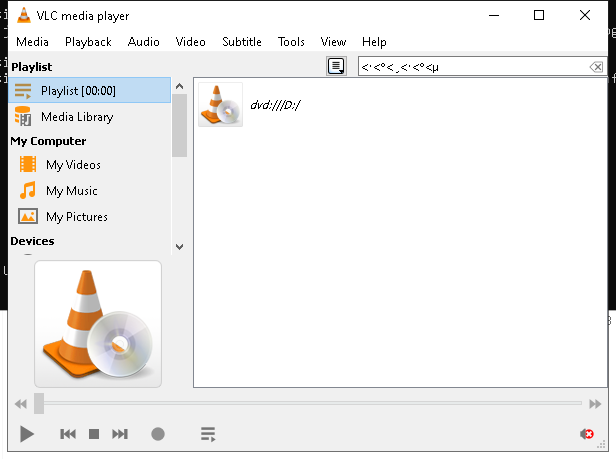 VLC media player
Media Playback Audio Video Subtitle Tools View Help
Playlist
<·<°<¸<·<°<µ
Playlist [00:00]
dvd:///D:/
Media Library
My Computer
My Videos
My Music
My Pictures
Devices